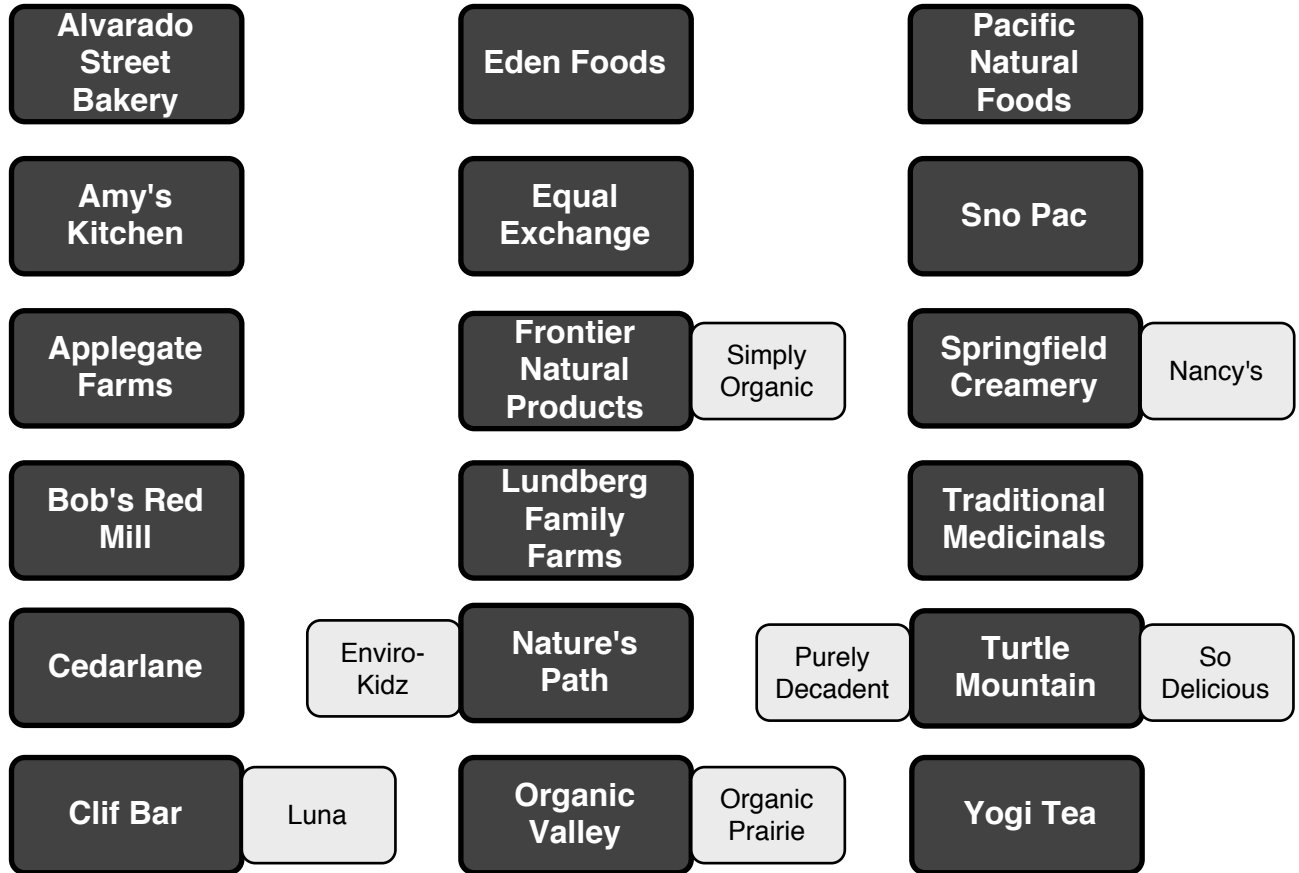 Alvarado
Street
Bakery
Eden Foods
Pacific
Natural
Foods
Amy's
Kitchen
Equal
Exchange
Sno Pac
Applegate
Farms
Frontier
Natural
Products
Simply
Organic
Springfield
Creamery
Nancy's
Bob's Red
Mill
Lundberg
Family
Farms
Traditional
Medicinals
Cedarlane
Enviro-
Kidz
Nature's
Path
Purely
Decadent
Turtle
Mountain
So
Delicious
Clif Bar
Luna
Organic
Valley
Organic
Prairie
Yogi Tea